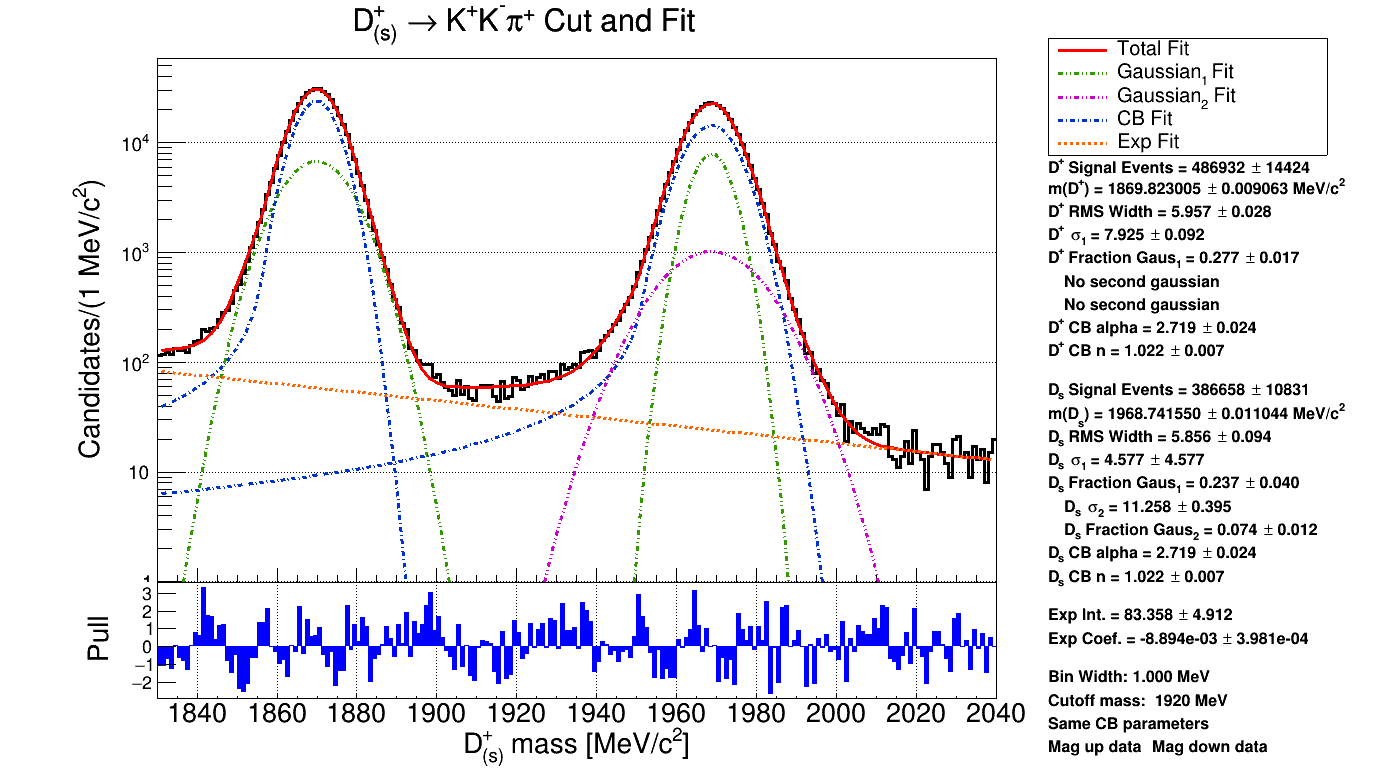 D⁺₍ₛ₎ → K⁺K⁻π⁺ Cut and Fit
Candidates/(1 MeV/c²)
10⁴
10³
10²
10
1
Pull
3
2
1
0
−1
−2
1840 1860 1880 1900 1920 1940 1960 1980 2000 2020 2040
D⁺₍ₛ₎ mass [MeV/c²]
Total Fit
Gaussian₁ Fit
Gaussian₂ Fit
CB Fit
Exp Fit
D⁺ Signal Events = 486932 ± 14424
m(D⁺) = 1869.823005 ± 0.009063 MeV/c²
D⁺ RMS Width = 5.957 ± 0.028
D⁺ σ₁ = 7.925 ± 0.092
D⁺ Fraction Gaus₁ = 0.277 ± 0.017
No second gaussian
No second gaussian
D⁺ CB alpha = 2.719 ± 0.024
D⁺ CB n = 1.022 ± 0.007
Dₛ Signal Events = 386658 ± 10831
m(Dₛ) = 1968.741550 ± 0.011044 MeV/c²
Dₛ RMS Width = 5.856 ± 0.094
Dₛ σ₁ = 4.577 ± 4.577
Dₛ Fraction Gaus₁ = 0.237 ± 0.040
Dₛ σ₂ = 11.258 ± 0.395
Dₛ Fraction Gaus₂ = 0.074 ± 0.012
Dₛ CB alpha = 2.719 ± 0.024
Dₛ CB n = 1.022 ± 0.007
Exp Int. = 83.358 ± 4.912
Exp Coef. = -8.894e-03 ± 3.981e-04
Bin Width: 1.000 MeV
Cutoff mass: 1920 MeV
Same CB parameters
Mag up data Mag down data